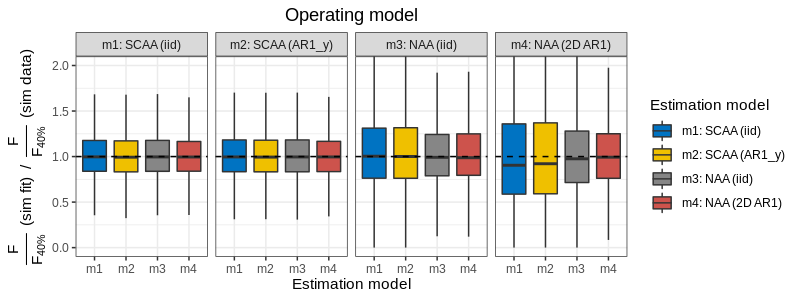 Operating model
m1: SCAA (iid)
m2: SCAA (AR1_y)
m3: NAA (iid)
m4: NAA (2D AR1)
F / F40% (sim fit) / F / F40% (sim data)
2.0
1.5
1.0
0.5
0.0
m1 m2 m3 m4
m1 m2 m3 m4
m1 m2 m3 m4
m1 m2 m3 m4
Estimation model
Estimation model
m1: SCAA (iid)
m2: SCAA (AR1_y)
m3: NAA (iid)
m4: NAA (2D AR1)